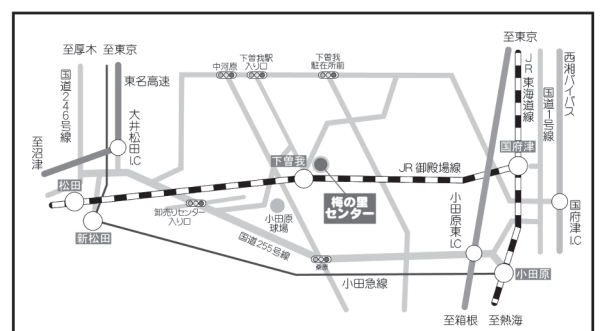 至厚木
至東京
国道246号線
東名高速
大井松田I.C
至沼津
松田
新松田
中河原
下曽我駅
入り口
下曽我
駐在所前
下曽我
梅の里
センター
卸売りセンター
入り口
小田原
球場
国道255号線
桑原
小田急線
JR御殿場線
至東京
JR東海道線
国道1号線
西湘バイパス
国府津
国府津I.C
小田原東I.C
小田原
至箱根
至熱海